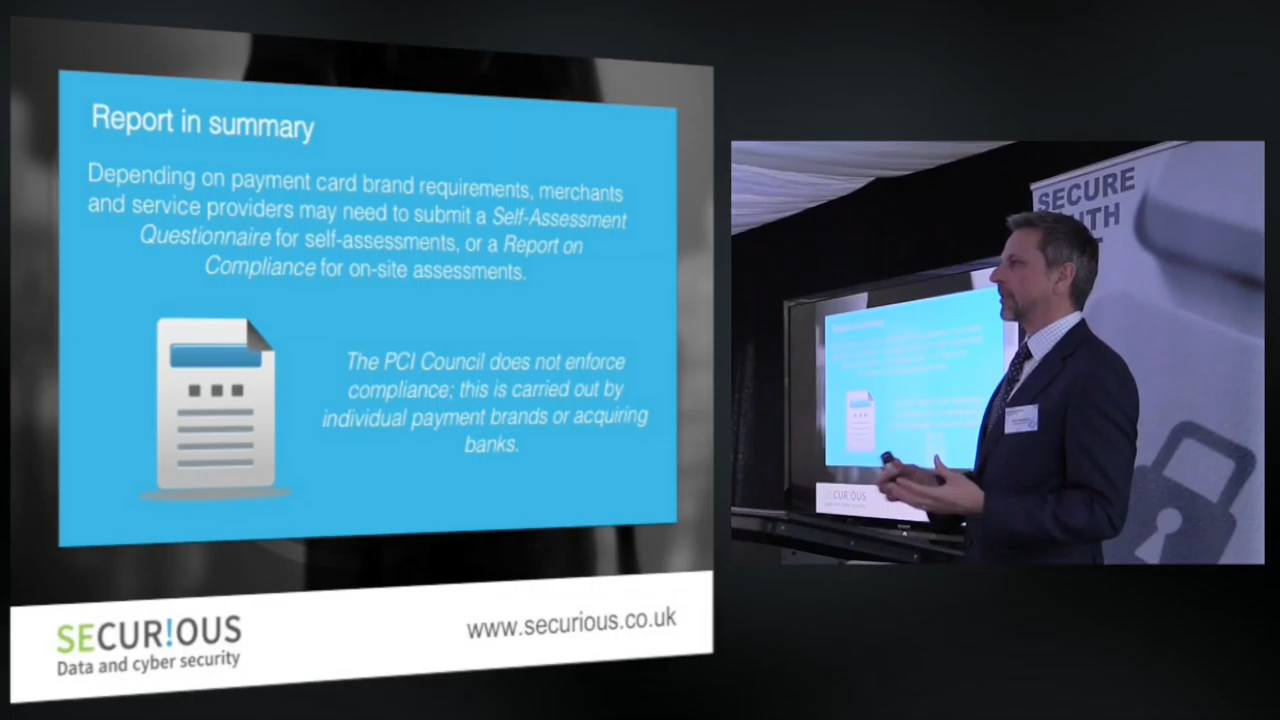 Report in summary
Depending on payment card brand requirements, merchants
and service providers may need to submit a Self-Assessment
Questionnaire for self-assessments, or a Report on
Compliance for on-site assessments.
The PCI Council does not enforce
compliance; this is carried out by
individual payment brands or acquiring
banks.
SECUR!OUS
Data and cyber security
www.securious.co.uk
SECURE